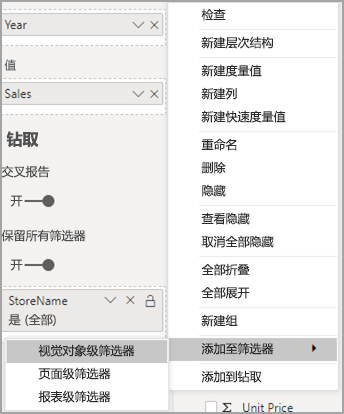 Year
值
Sales
钻取
交叉报告
开
保留所有筛选器
开
StoreName
是 (全部)
检查
新建层次结构
新建度量值
新建列
新建快速度量值
重命名
删除
隐藏
查看隐藏
取消全部隐藏
全部折叠
全部展开
新建组
添加至筛选器
添加到钻取
视觉对象级筛选器
页面级筛选器
报表级筛选器
Σ Unit Price